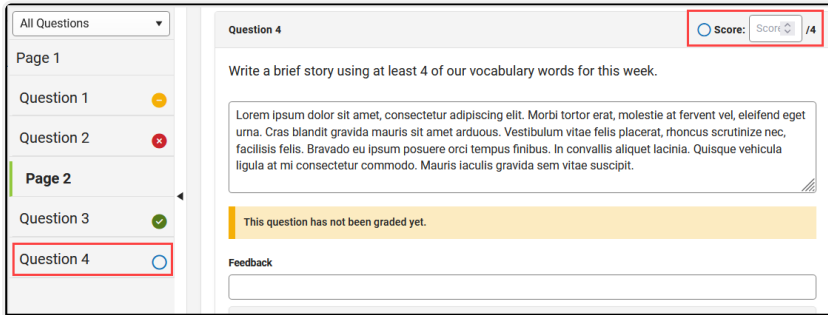 All Questions
Page 1
Question 1
Question 2
Page 2
Question 3
Question 4
Question 4
Score: Score /4
Write a brief story using at least 4 of our vocabulary words for this week.
Lorem ipsum dolor sit amet, consectetur adipiscing elit. Morbi tortor erat, molestie at fervent vel, eleifend eget
urna. Cras blandit gravida mauris sit amet arduous. Vestibulum vitae felis placerat, rhoncus scrutinize nec,
facilisis felis. Bravado eu ipsum posuere orci tempus finibus. In convallis aliquet lacinia. Quisque vehicula
ligula at mi consectetur commodo. Mauris iaculis gravida sem vitae suscipit.
This question has not been graded yet.
Feedback